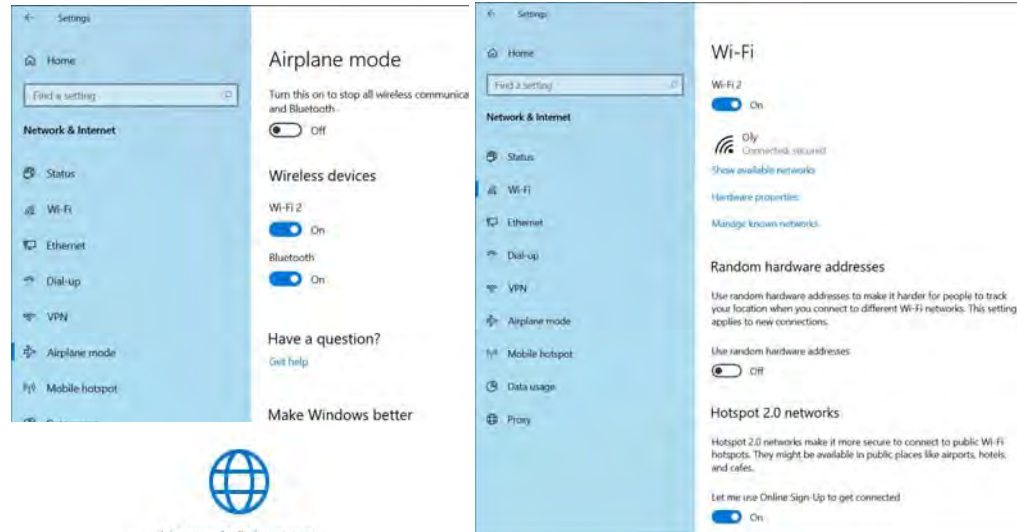 Settings
Home
Find a setting
Network & Internet
Status
Wi-Fi
Ethernet
Dial-up
VPN
Airplane mode
Mobile hotspot
Airplane mode
Turn this on to stop all wireless communica
and Bluetooth
Off
Wireless devices
Wi-Fi 2
On
Bluetooth
On
Have a question?
Get help
Make Windows better
Settings
Home
Find a setting
Network & Internet
Status
Wi-Fi
Ethernet
Dial-up
VPN
Airplane mode
Mobile hotspot
Data usage
Proxy
Wi-Fi
Wi-Fi 2
On
Oly
Connected, secured
Show available networks
Hardware properties
Manage known networks
Random hardware addresses
Use random hardware addresses to make it harder for people to track
your location when you connect to different Wi-Fi networks. This setting
applies to new connections.
Use random hardware addresses
Off
Hotspot 2.0 networks
Hotspot 2.0 networks make it more secure to connect to public Wi-Fi
hotspots. They might be available in public places like airports, hotels,
and cafes.
Let me use Online Sign-Up to get connected
On